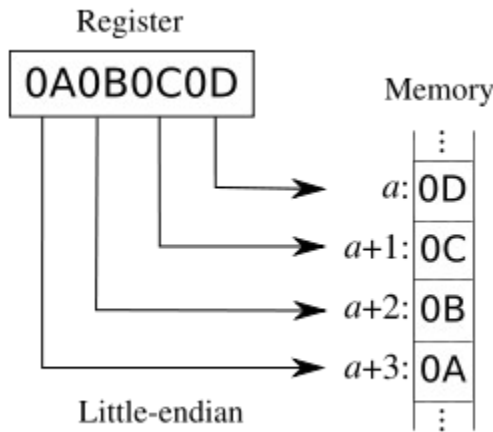 Register
0A0B0C0D
Memory
⋮
a: 0D
a+1: 0C
a+2: 0B
a+3: 0A
⋮
Little-endian